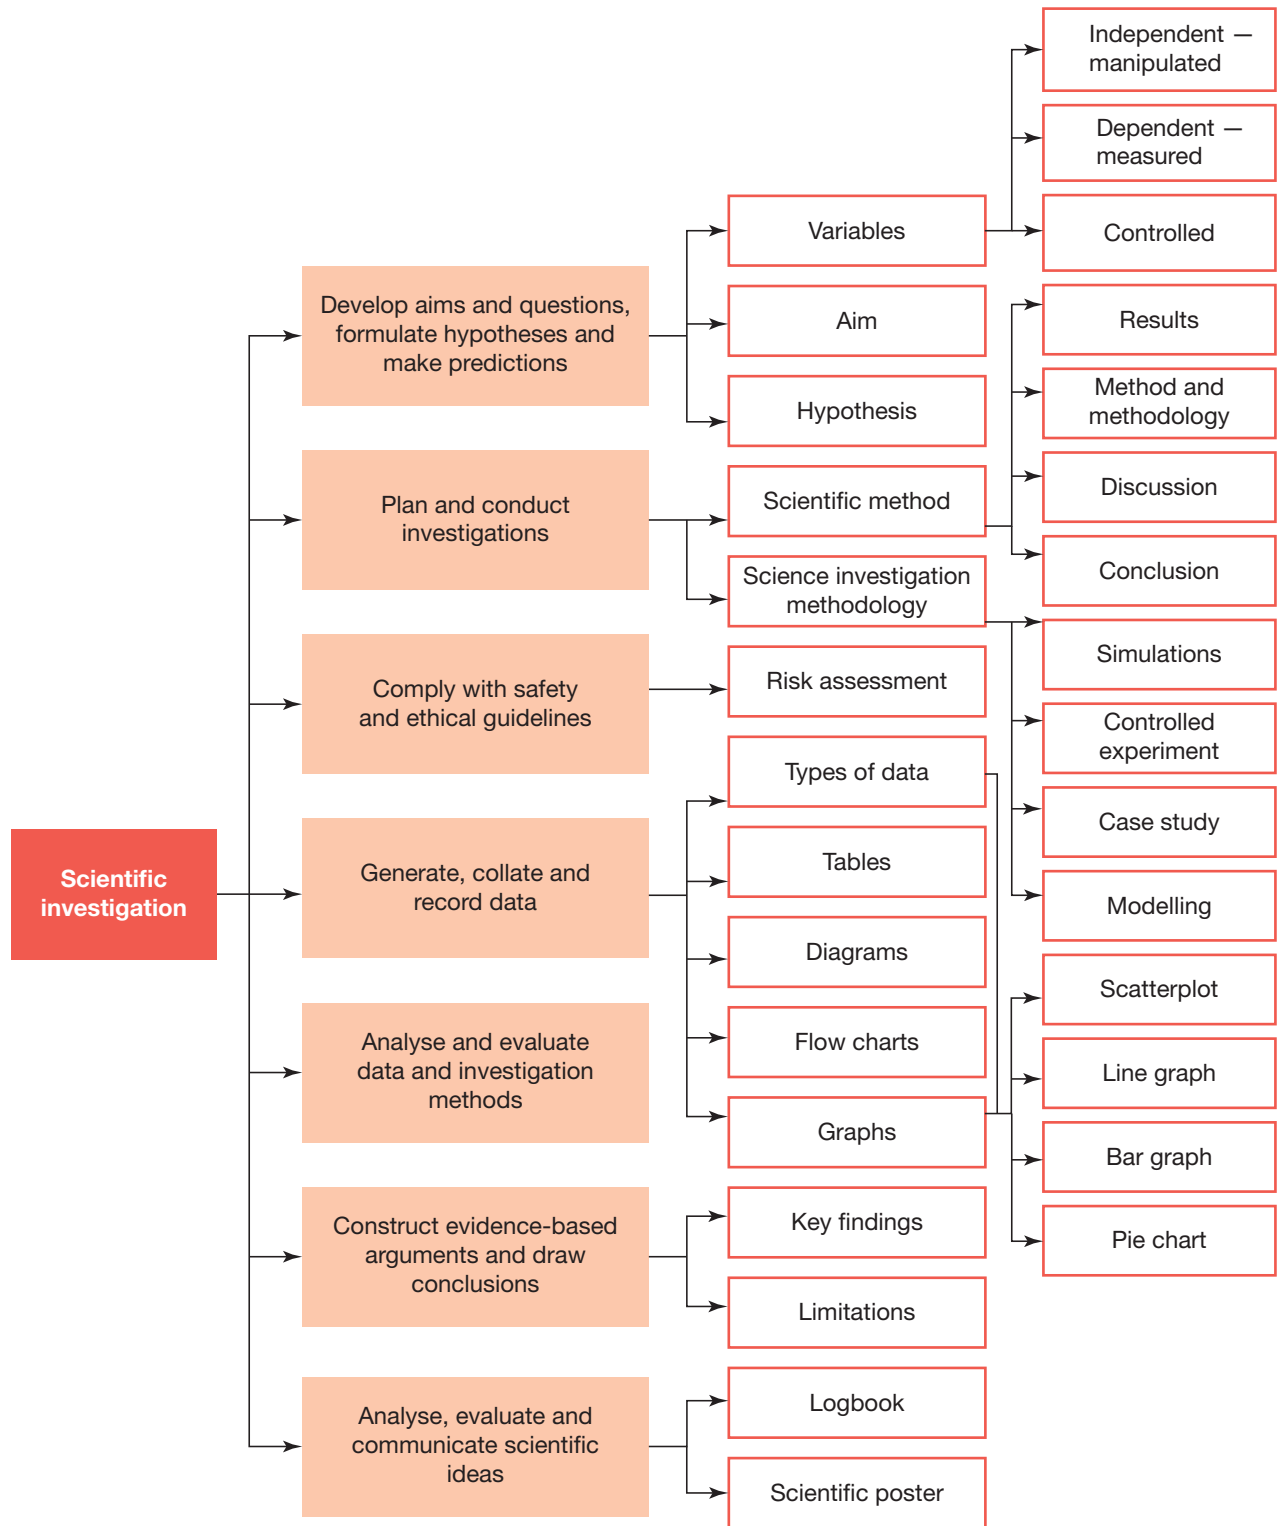 Scientific
investigation
Develop aims and questions,
formulate hypotheses and
make predictions
Plan and conduct
investigations
Comply with safety
and ethical guidelines
Generate, collate and
record data
Analyse and evaluate
data and investigation
methods
Construct evidence-based
arguments and draw
conclusions
Analyse, evaluate and
communicate scientific
ideas
Variables
Aim
Hypothesis
Scientific method
Science investigation
methodology
Risk assessment
Types of data
Tables
Diagrams
Flow charts
Graphs
Key findings
Limitations
Logbook
Scientific poster
Independent —
manipulated
Dependent —
measured
Controlled
Results
Method and
methodology
Discussion
Conclusion
Simulations
Controlled
experiment
Case study
Modelling
Scatterplot
Line graph
Bar graph
Pie chart